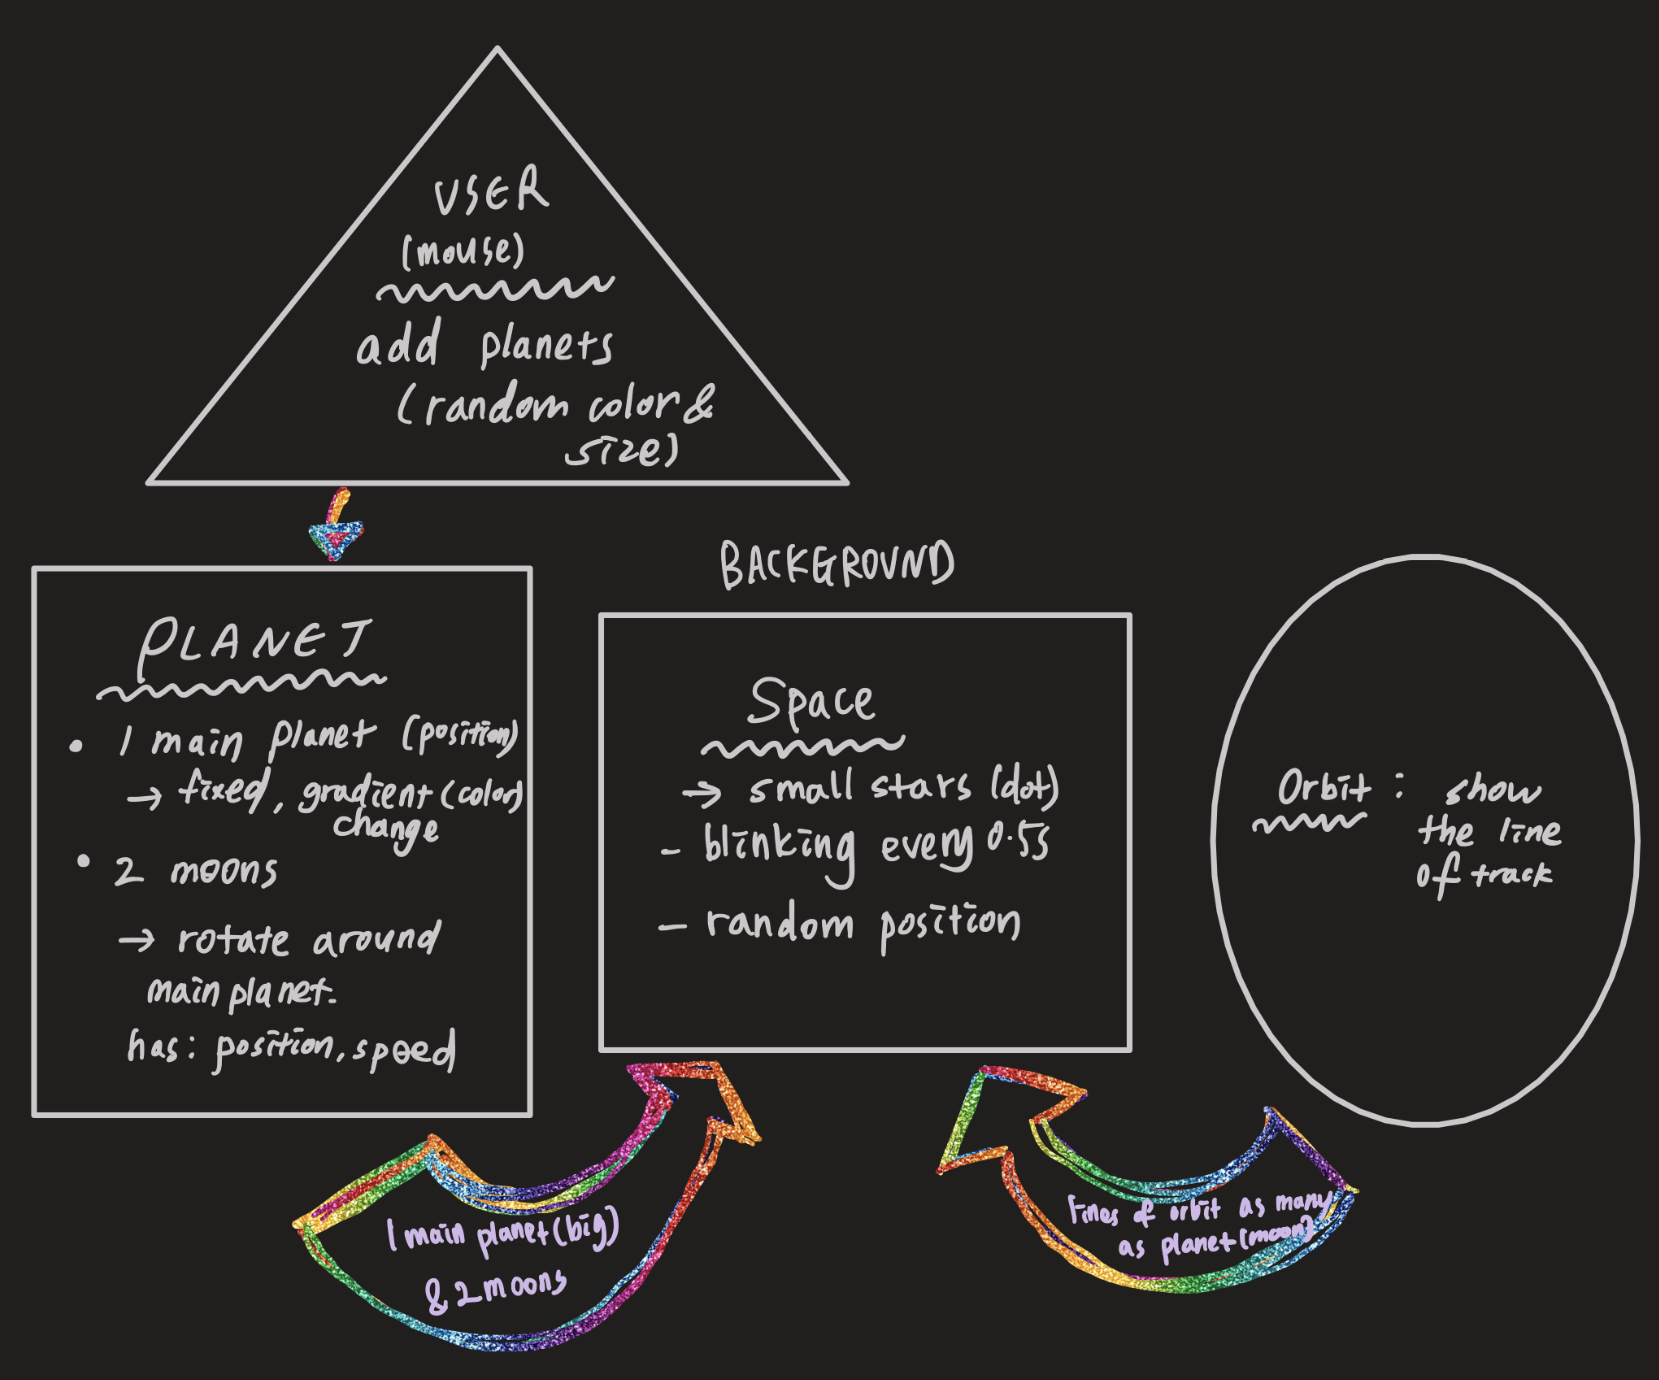 USER
(mouse)
add planets
(random color &
size)
PLANET
• 1 main planet (position)
→ fixed, gradient (color)
change
• 2 moons
→ rotate around
main planet.
has: position, speed
BACKGROUND
Space
→ small stars (dot)
- blinking every 0.5s
- random position
Orbit : show
the line
of track
1 main planet (big)
& 2 moons
of orbit as many
as planet (moon)